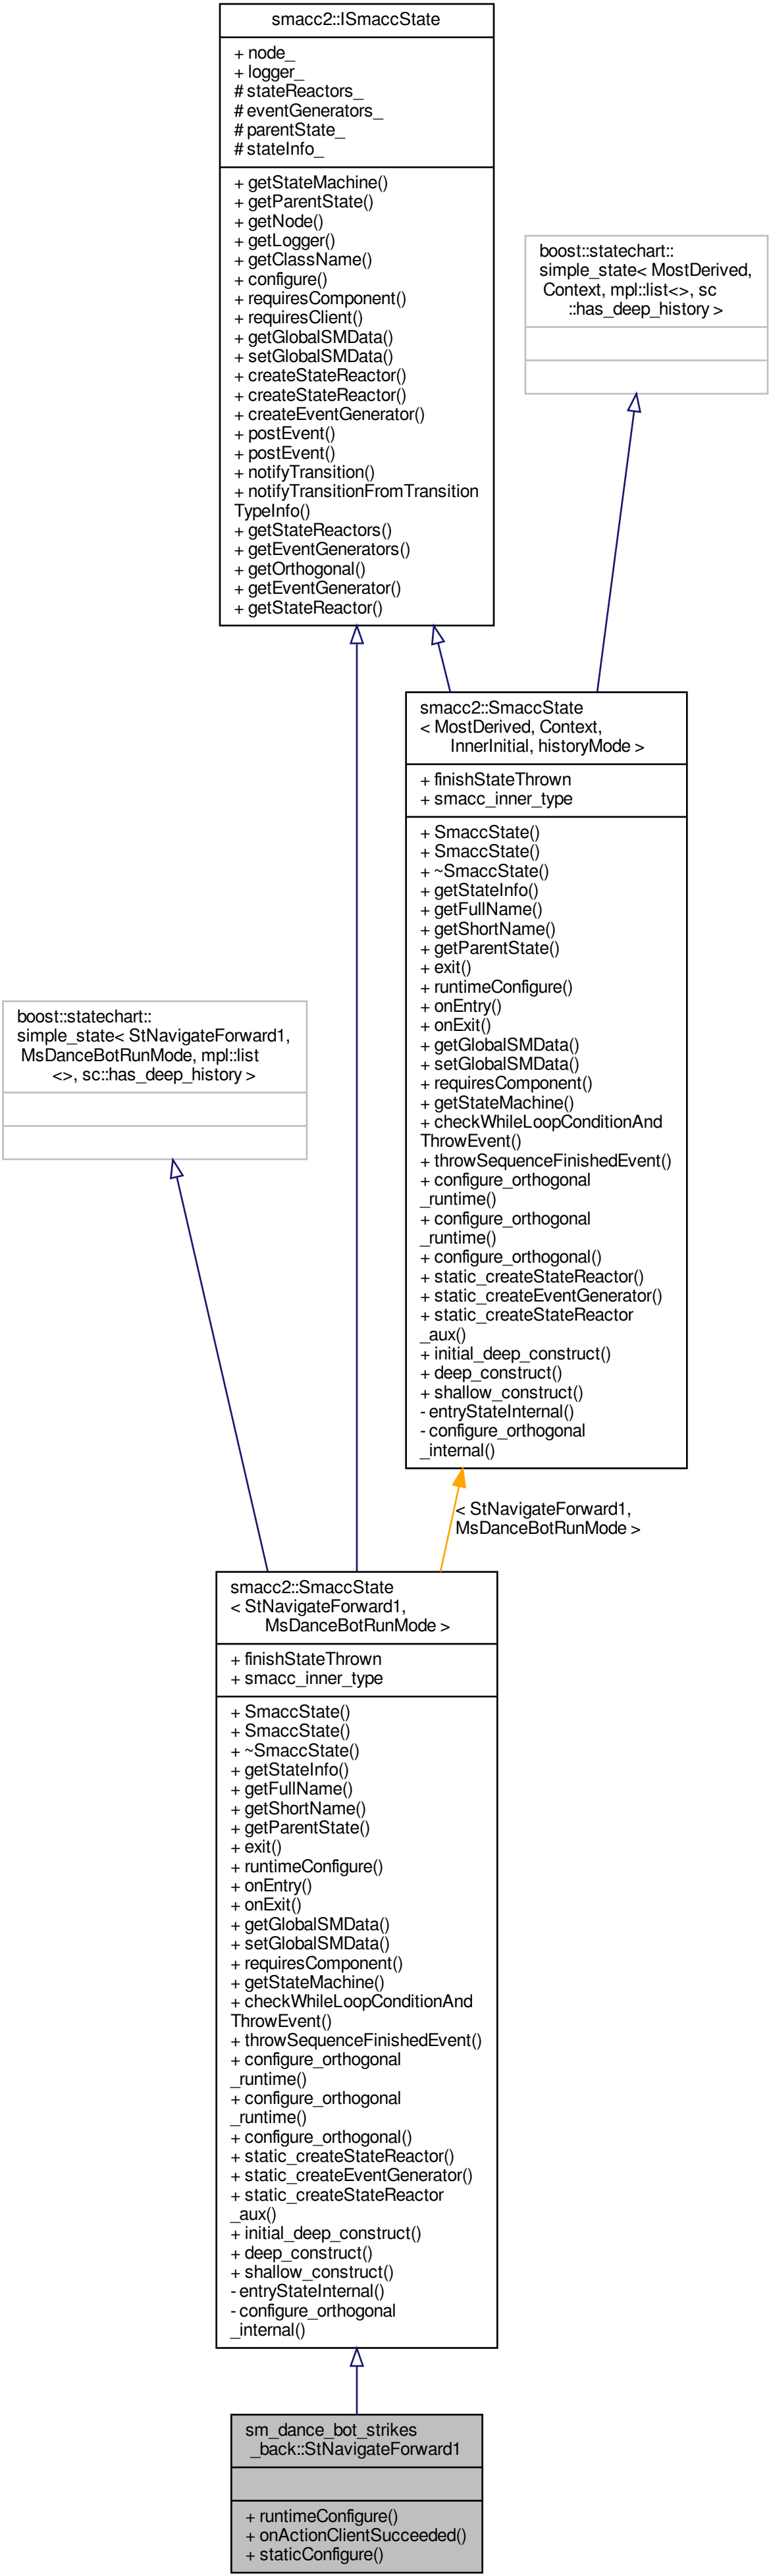 smacc2::ISmaccState
+ node_
+ logger_
# stateReactors_
# eventGenerators_
# parentState_
# stateInfo_
+ getStateMachine()
+ getParentState()
+ getNode()
+ getLogger()
+ getClassName()
+ configure()
+ requiresComponent()
+ requiresClient()
+ getGlobalSMData()
+ setGlobalSMData()
+ createStateReactor()
+ createStateReactor()
+ createEventGenerator()
+ postEvent()
+ postEvent()
+ notifyTransition()
+ notifyTransitionFromTransition
TypeInfo()
+ getStateReactors()
+ getEventGenerators()
+ getOrthogonal()
+ getEventGenerator()
+ getStateReactor()
boost::statechart::
simple_state< MostDerived,
Context, mpl::list<>, sc
::has_deep_history >
smacc2::SmaccState
< MostDerived, Context,
InnerInitial, historyMode >
+ finishStateThrown
+ smacc_inner_type
+ SmaccState()
+ SmaccState()
+ ~SmaccState()
+ getStateInfo()
+ getFullName()
+ getShortName()
+ getParentState()
+ exit()
+ runtimeConfigure()
+ onEntry()
+ onExit()
+ getGlobalSMData()
+ setGlobalSMData()
+ requiresComponent()
+ getStateMachine()
+ checkWhileLoopConditionAnd
ThrowEvent()
+ throwSequenceFinishedEvent()
+ configure_orthogonal
_runtime()
+ configure_orthogonal
_runtime()
+ configure_orthogonal()
+ static_createStateReactor()
+ static_createEventGenerator()
+ static_createStateReactor
_aux()
+ initial_deep_construct()
+ deep_construct()
+ shallow_construct()
- entryStateInternal()
- configure_orthogonal
_internal()
boost::statechart::
simple_state< StNavigateForward1,
MsDanceBotRunMode, mpl::list
<>, sc::has_deep_history >
< StNavigateForward1,
MsDanceBotRunMode >
smacc2::SmaccState
< StNavigateForward1,
MsDanceBotRunMode >
+ finishStateThrown
+ smacc_inner_type
+ SmaccState()
+ SmaccState()
+ ~SmaccState()
+ getStateInfo()
+ getFullName()
+ getShortName()
+ getParentState()
+ exit()
+ runtimeConfigure()
+ onEntry()
+ onExit()
+ getGlobalSMData()
+ setGlobalSMData()
+ requiresComponent()
+ getStateMachine()
+ checkWhileLoopConditionAnd
ThrowEvent()
+ throwSequenceFinishedEvent()
+ configure_orthogonal
_runtime()
+ configure_orthogonal
_runtime()
+ configure_orthogonal()
+ static_createStateReactor()
+ static_createEventGenerator()
+ static_createStateReactor
_aux()
+ initial_deep_construct()
+ deep_construct()
+ shallow_construct()
- entryStateInternal()
- configure_orthogonal
_internal()
sm_dance_bot_strikes
_back::StNavigateForward1
+ runtimeConfigure()
+ onActionClientSucceeded()
+ staticConfigure()